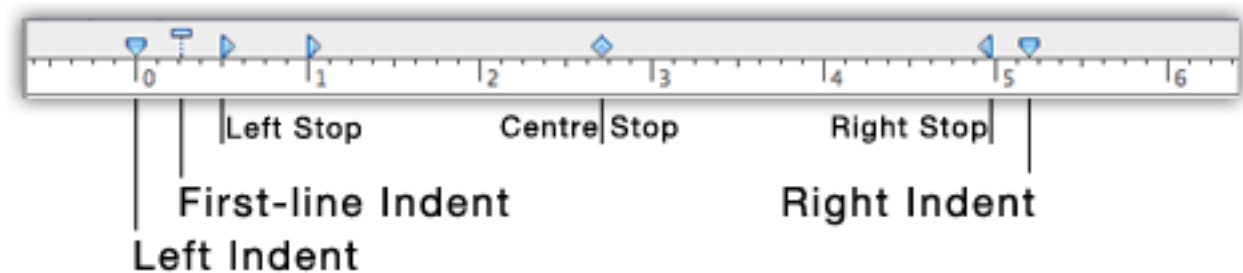 0 1 2 3 4 5 6
Left Stop Centre Stop Right Stop
First-line Indent Right Indent
Left Indent